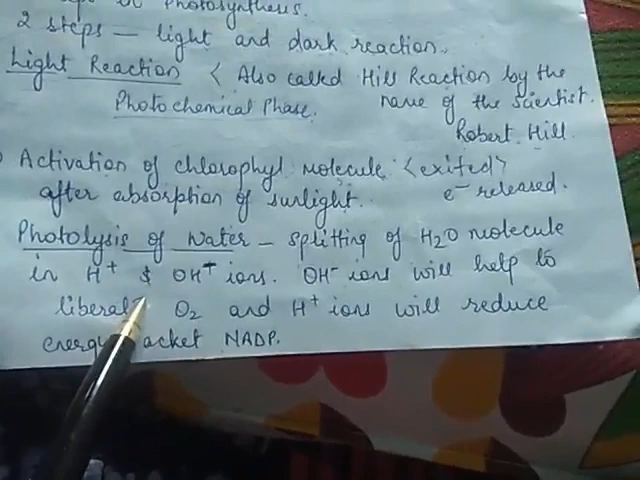 of Photosynthesis.
2 steps — light and dark reaction.
Light Reaction < Also called Hill Reaction by the
Photochemical Phase. name of the scientist.
Robert. Hill.
Activation of chlorophyl molecule <exited>
after absorption of sunlight. e⁻ released.
Photolysis of Water — splitting of H₂O molecule
in H⁺ & OH⁻ ions. OH⁻ ions will help to
O₂ and H⁺ ions will reduce
NADP.